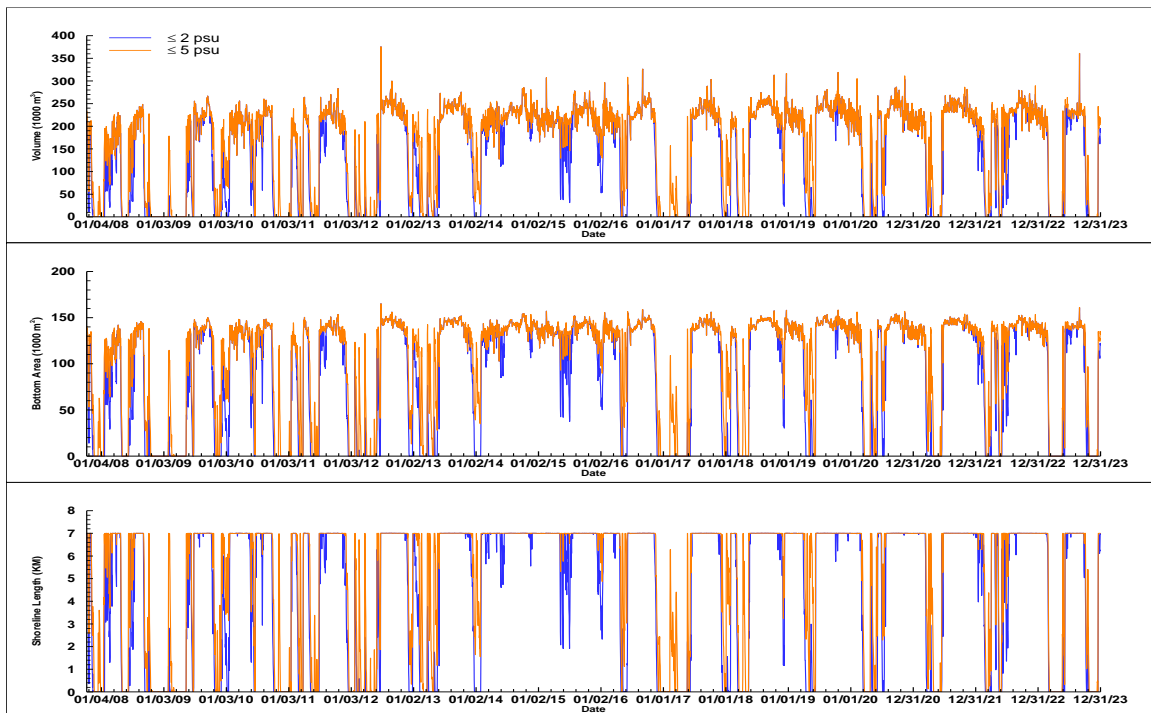 ≤ 2 psu
≤ 5 psu
Volume (1000 m³)
400
350
300
250
200
150
100
50
0
01/04/08 01/03/09 01/03/10 01/03/11 01/03/12 01/02/13 01/02/14 01/02/15 01/02/16 01/01/17 01/01/18 01/01/19 01/01/20 12/31/20 12/31/21 12/31/22 12/31/23
Date
Bottom Area (1000 m²)
200
150
100
50
0
01/04/08 01/03/09 01/03/10 01/03/11 01/03/12 01/02/13 01/02/14 01/02/15 01/02/16 01/01/17 01/01/18 01/01/19 01/01/20 12/31/20 12/31/21 12/31/22 12/31/23
Date
Shoreline Length (KM)
8
7
6
5
4
3
2
1
0
01/04/08 01/03/09 01/03/10 01/03/11 01/03/12 01/02/13 01/02/14 01/02/15 01/02/16 01/01/17 01/01/18 01/01/19 01/01/20 12/31/20 12/31/21 12/31/22 12/31/23
Date